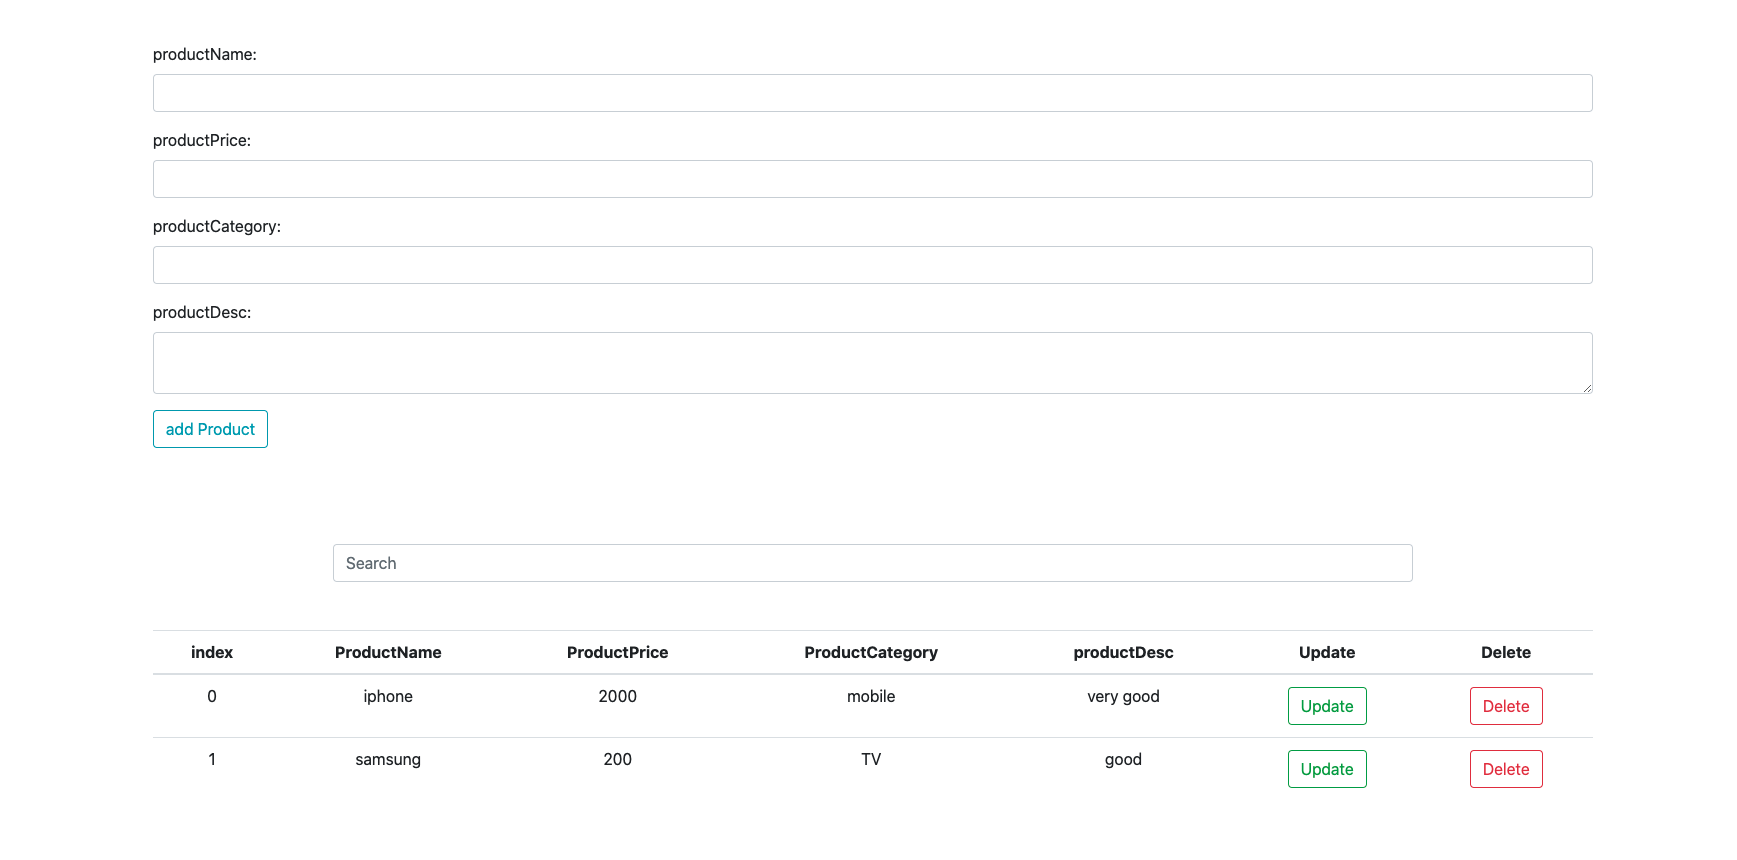 productName:
productPrice:
productCategory:
productDesc:
add Product
Search
index ProductName ProductPrice ProductCategory productDesc Update Delete
0 iphone 2000 mobile very good Update Delete
1 samsung 200 TV good Update Delete